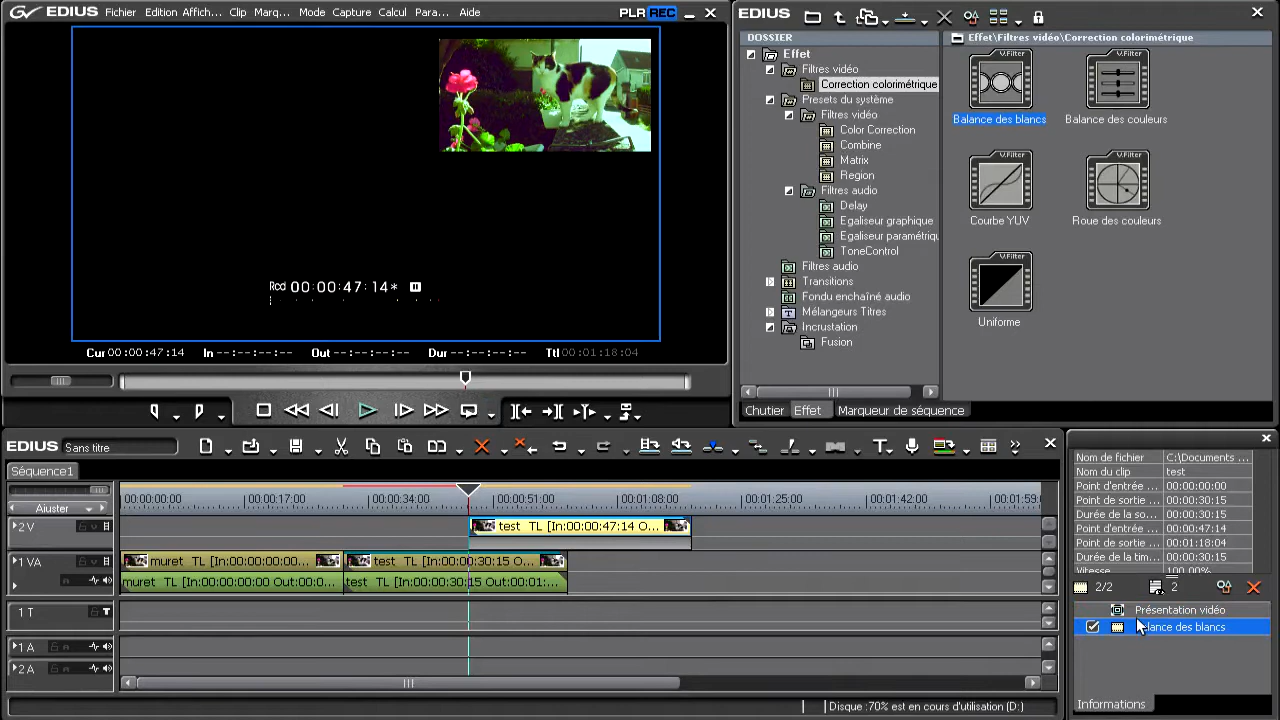 EDIUS Fichier Edition Affich... Clip Marq... Mode Capture Calcul Para... Aide PLR REC
Rcd 00:00:47:14*
Cur 00:00:47:14 In --:--:--:-- Out --:--:--:-- Dur --:--:--:-- Ttl 00:01:18:04
EDIUS
DOSSIER
Effet
Filtres vidéo
Correction colorimétrique
Presets du système
Filtres vidéo
Color Correction
Combine
Matrix
Region
Filtres audio
Delay
Egaliseur graphique
Egaliseur paramétriqu
ToneControl
Filtres audio
Transitions
Fondu enchaîné audio
Mélangeurs Titres
Incrustation
Fusion
Effet\Filtres vidéo\Correction colorimétrique
V.Filter V.Filter
Balance des blancs Balance des couleurs
V.Filter V.Filter
Courbe YUV Roue des couleurs
V.Filter
Uniforme
Chutier Effet Marqueur de séquence
EDIUS Sans titre
Séquence1
Ajuster
00:00:00:00 00:00:17:00 00:00:34:00 00:00:51:00 00:01:08:00 00:01:25:00 00:01:42:00 00:01:59:0
2 V test TL [In:00:00:47:14 O...
1 VA muret TL [In:00:00:00:00... test TL [In:00:00:30:15 O...
muret TL [In:00:00:00:00 Out:00:0... test TL [In:00:00:30:15 Out:00:01:...
1 T T
1 A
2 A
Disque :70% est en cours d'utilisation (D:)
Nom de fichier C:\Documents ...
Nom du clip test
Point d'entrée ... 00:00:00:00
Point de sortie ... 00:00:30:15
Durée de la so... 00:00:30:15
Point d'entrée ... 00:00:47:14
Point de sortie ... 00:01:18:04
Durée de la tim... 00:00:30:15
Vitesse 100.00%
2/2 2
Présentation vidéo
alance des blancs
Informations